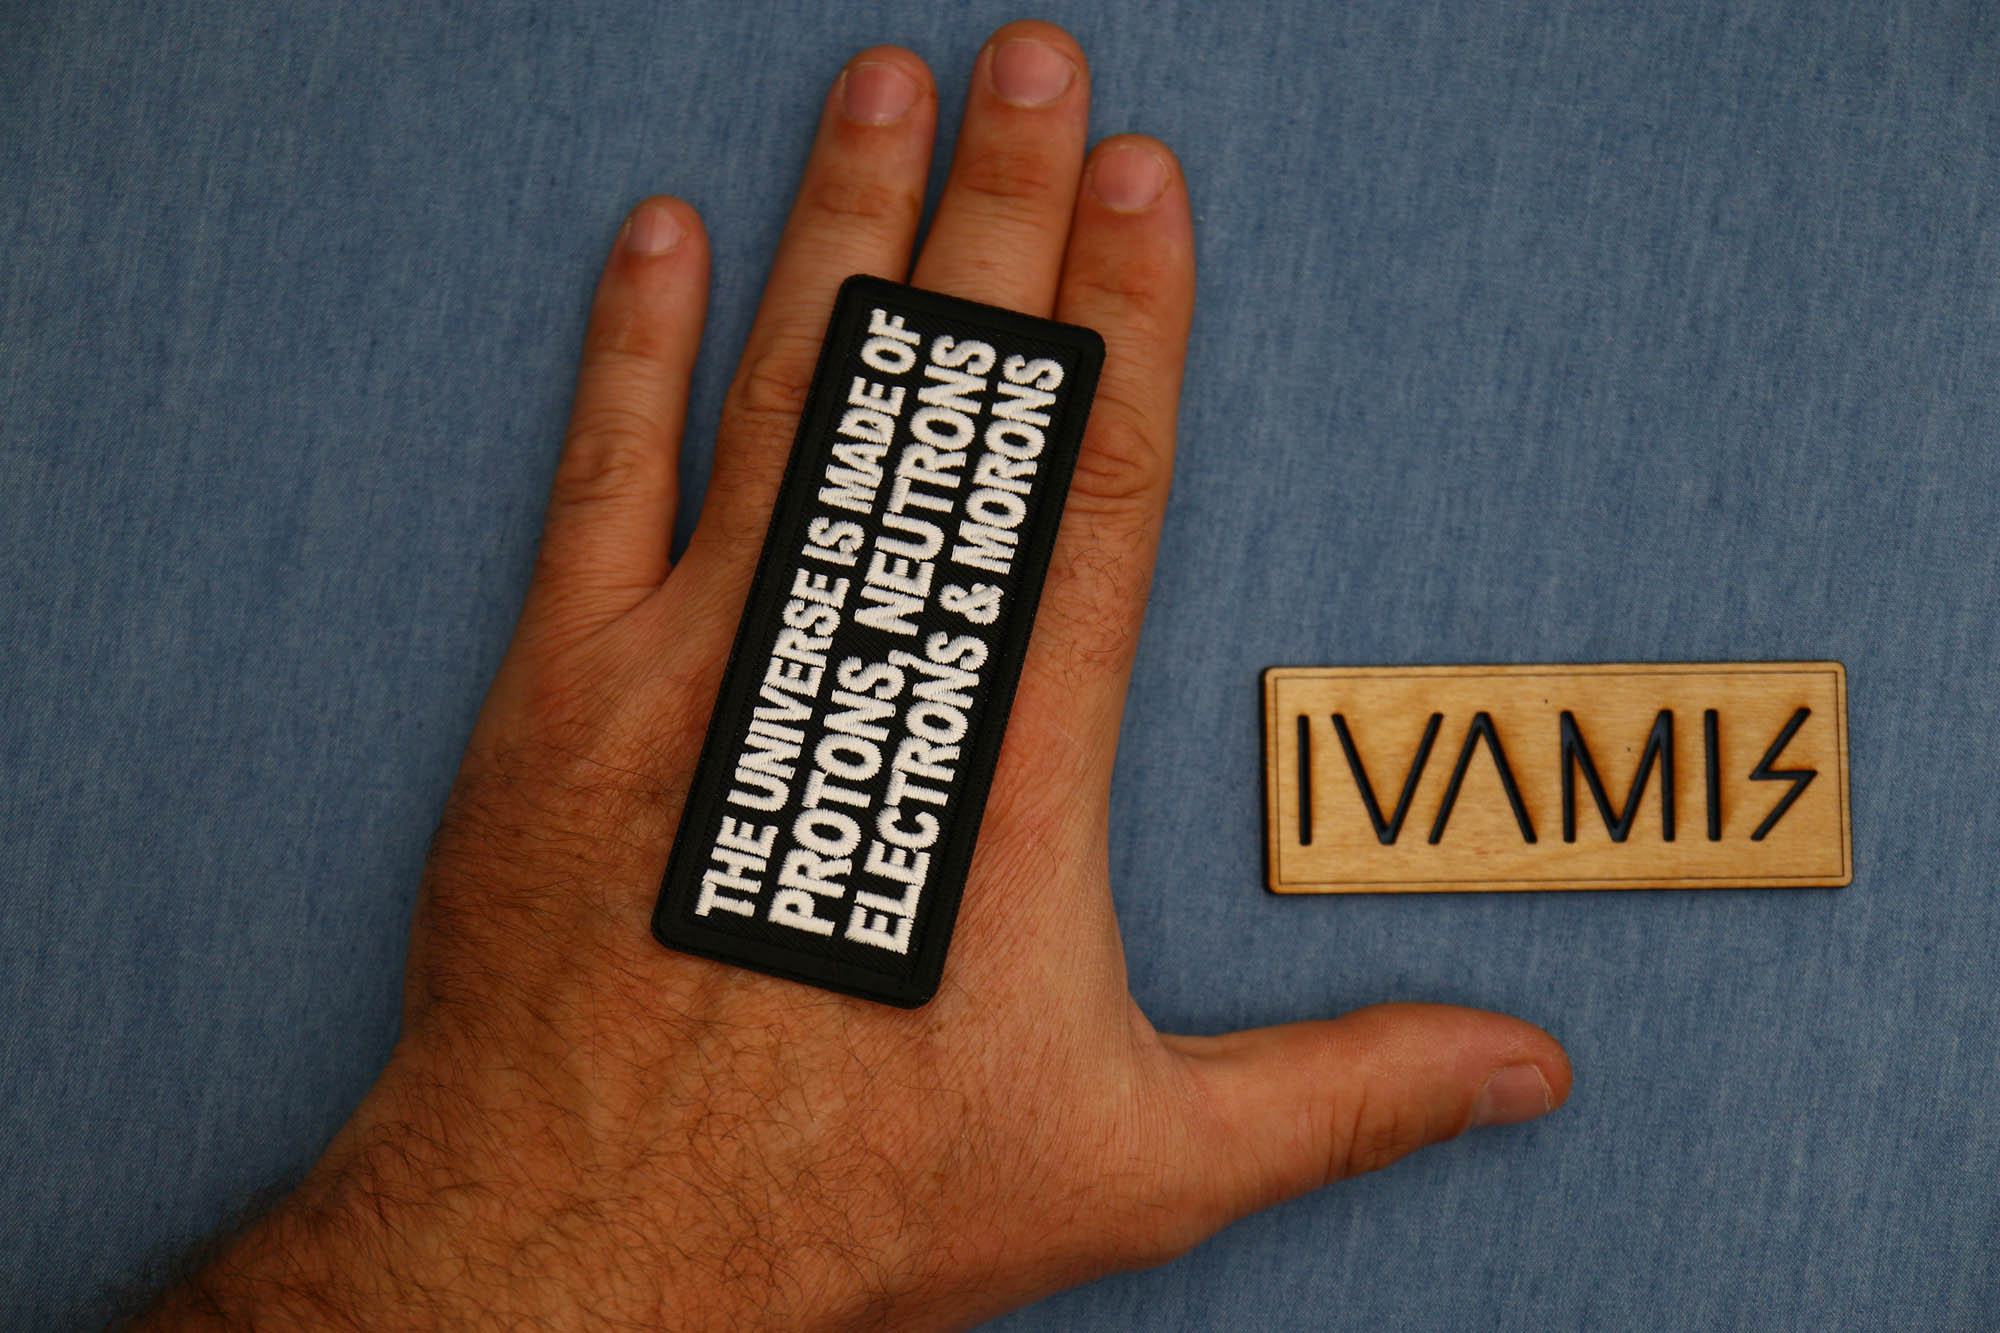 THE UNIVERSE IS MADE OF
PROTONS, NEUTRONS
ELECTRONS & MORONS
IVAMIS